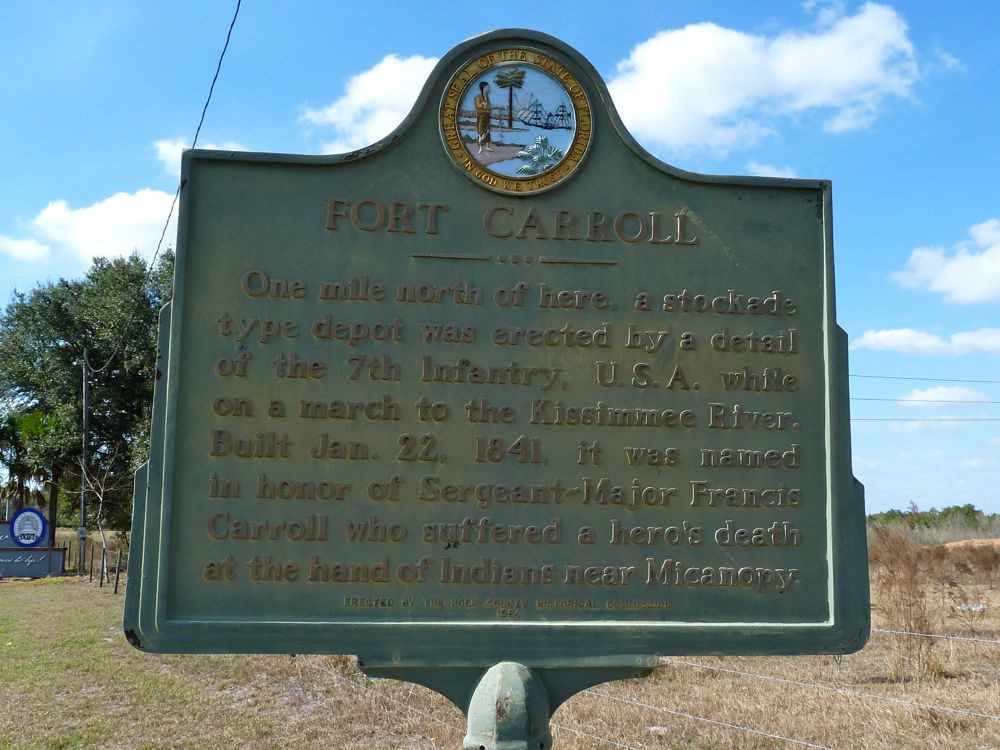 GREAT SEAL OF THE STATE OF FLORIDA
IN GOD WE TRUST
FORT CARROLL
One mile north of here, a stockade
type depot was erected by a detail
of the 7th Infantry, U.S.A. while
on a march to the Kissimmee River.
Built Jan. 22, 1841, it was named
in honor of Sergeant-Major Francis
Carroll who suffered a hero's death
at the hand of Indians near Micanopy.
ERECTED BY THE POLK COUNTY HISTORICAL COMMISSION